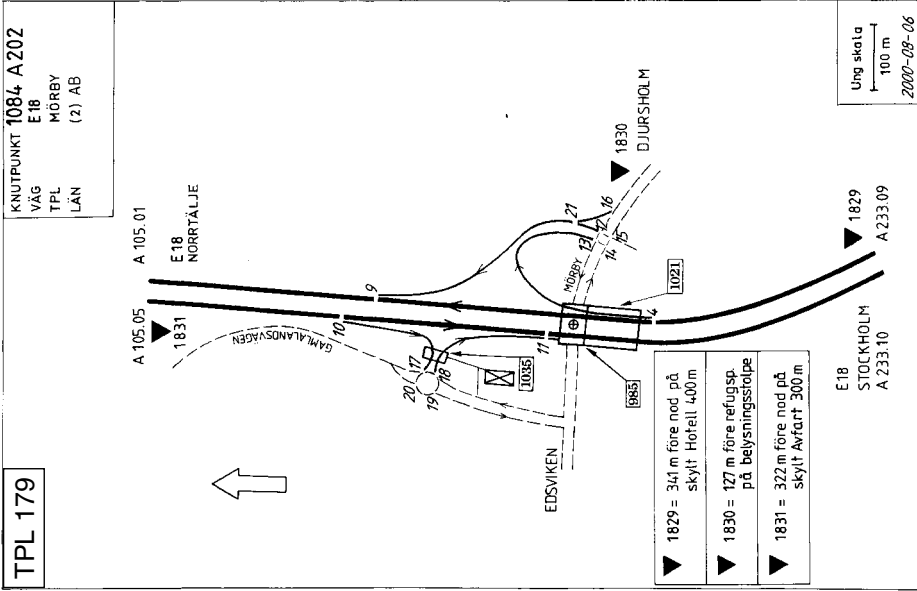 TPL 179
KNUTPUNKT 1084 A202
VÄG E18
TPL MÖRBY
LÄN (2) AB
A 105.05
A 105.01
1831
E18
NORRTÄLJE
GAMLALANDSVÄGEN
10
9
17
18
20
19
1035
11
EDSVIKEN
MÖRBY
21
16
12
13
14
15
1830
DJURSHOLM
1021
985
4
1829
A 233.09
E18
STOCKHOLM
A 233.10
1829 = 341 m före nod på
skylt Hotell 400m
1830 = 127 m före refugsp.
på belysningsstolpe
1831 = 322 m före nod på
skylt Avfart 300 m
Ung skala
100 m
2000-08-06